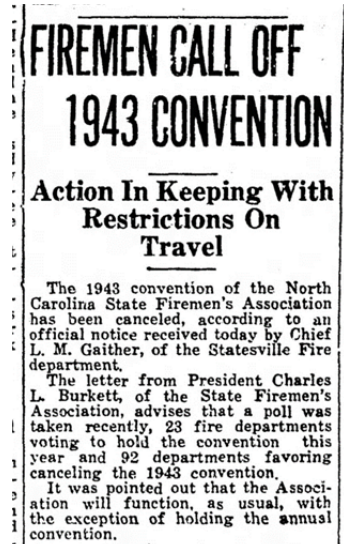 FIREMEN CALL OFF
1943 CONVENTION
Action In Keeping With
Restrictions On
Travel
The 1943 convention of the North
Carolina State Firemen's Association
has been canceled, according to an
official notice received today by Chief
L. M. Gaither, of the Statesville Fire
department.
The letter from President Charles
L. Burkett, of the State Firemen's
Association, advises that a poll was
taken recently, 23 fire departments
voting to hold the convention this
year and 92 departments favoring
canceling the 1943 convention.
It was pointed out that the Associ-
ation will function, as usual, with
the exception of holding the annual
convention.